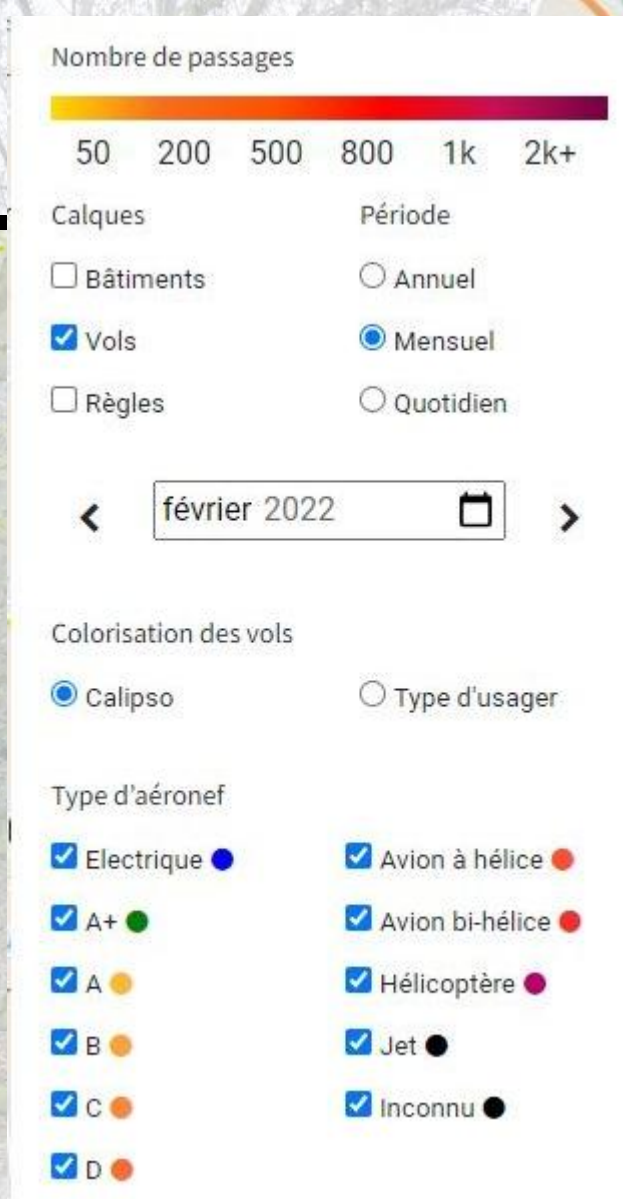 Nombre de passages
50 200 500 800 1k 2k+
Calques Période
Bâtiments Annuel
Vols Mensuel
Règles Quotidien
février 2022
Colorisation des vols
Calipso Type d'usager
Type d'aéronef
Electrique Avion à hélice
A+ Avion bi-hélice
A Hélicoptère
B Jet
C Inconnu
D